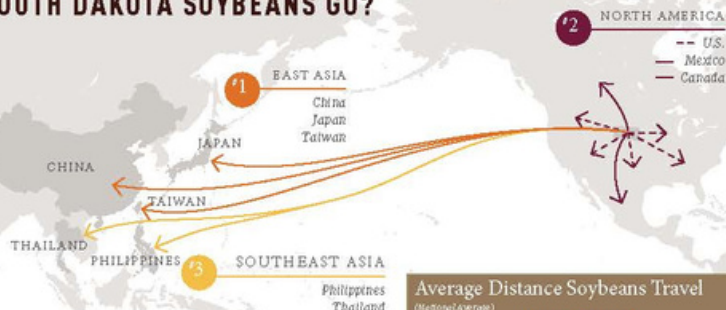 OUTH DAKOTA SOYBEANS GO?
#2 NORTH AMERICA
U.S.
Mexico
Canada
#1 EAST ASIA
China
Japan
Taiwan
JAPAN
CHINA
TAIWAN
THAILAND
PHILIPPINES
#3 SOUTHEAST ASIA
Philippines
Thailand
Average Distance Soybeans Travel
(National Average)